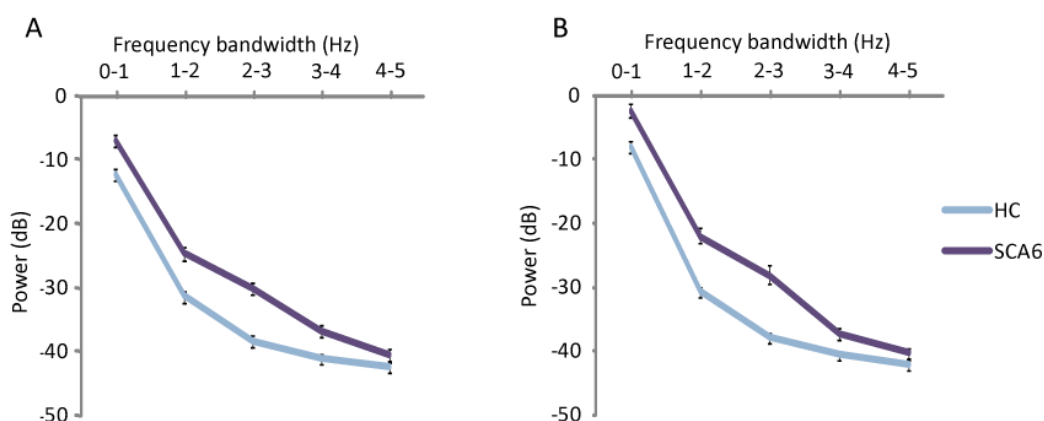 A
Frequency bandwidth (Hz)
0-1 1-2 2-3 3-4 4-5
0
-10
-20
-30
-40
-50
Power (dB)
B
Frequency bandwidth (Hz)
0-1 1-2 2-3 3-4 4-5
0
-10
-20
-30
-40
-50
Power (dB)
HC
SCA6